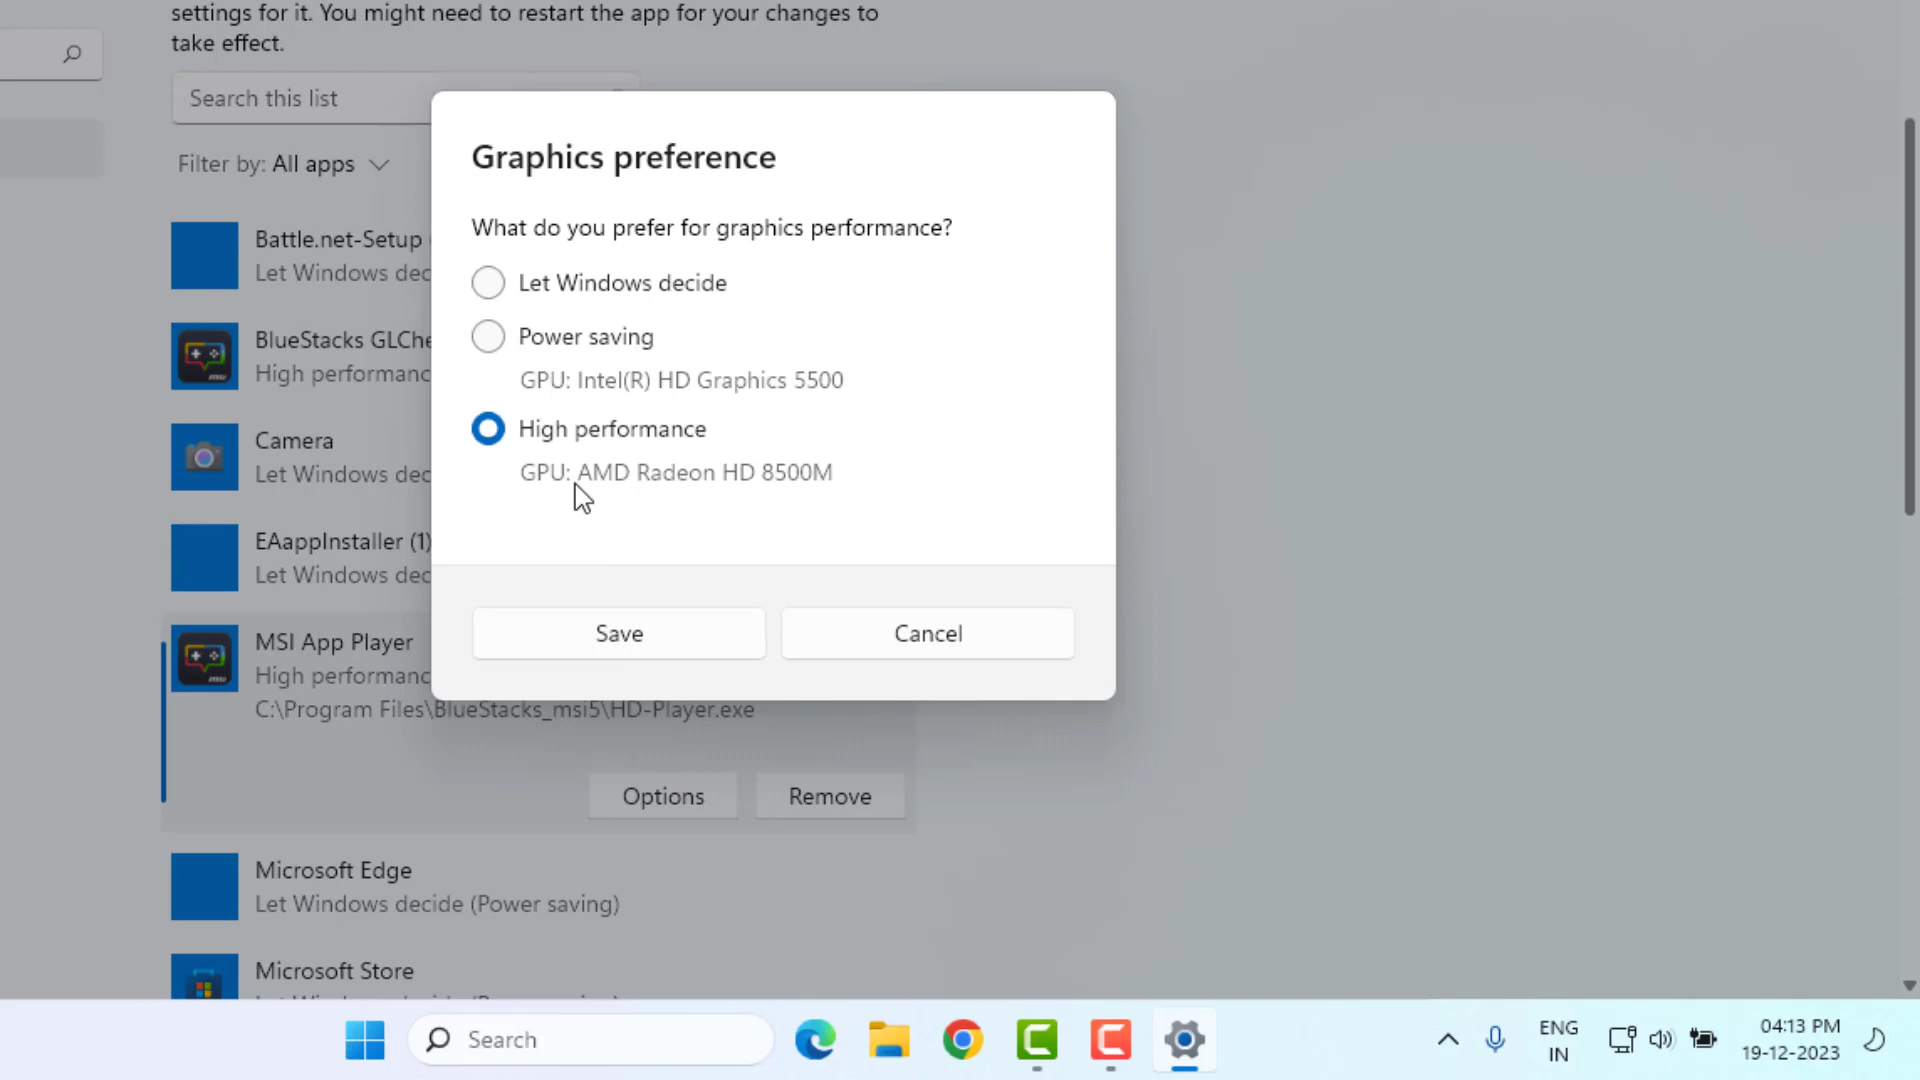 settings for it. You might need to restart the app for your changes to
take effect.
Search this list
Filter by: All apps
Graphics preference
What do you prefer for graphics performance?
Let Windows decide
Power saving
GPU: Intel(R) HD Graphics 5500
High performance
GPU: AMD Radeon HD 8500M
Save
Cancel
Battle.net-Setup
Let Windows dec
BlueStacks GLChe
High performanc
Camera
Let Windows dec
EAappInstaller (1)
Let Windows dec
MSI App Player
High performanc
C:\Program Files\BlueStacks_msi5\HD-Player.exe
Options
Remove
Microsoft Edge
Let Windows decide (Power saving)
Microsoft Store
Search
ENG
IN
04:13 PM
19-12-2023